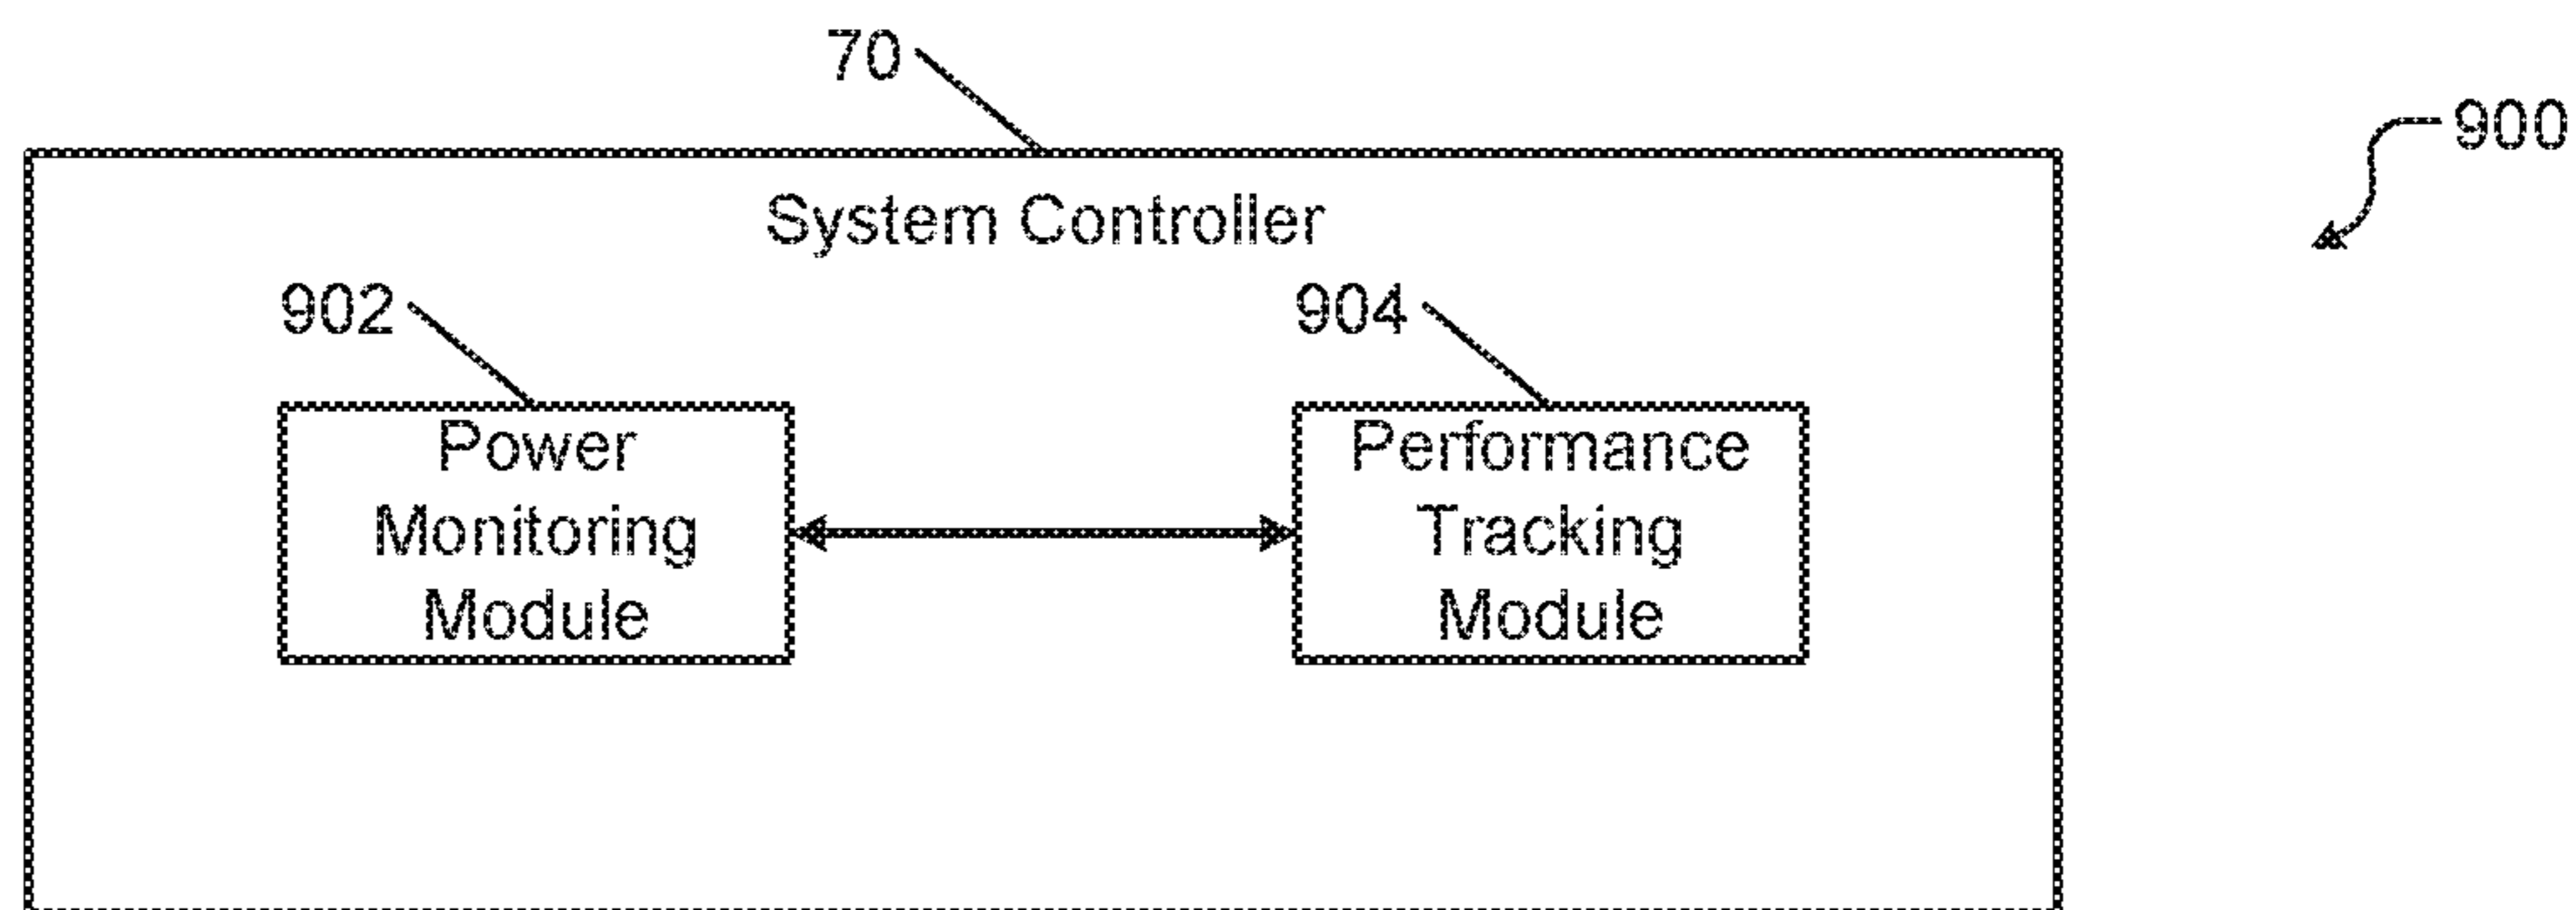 70
900
System Controller
902
904
Power
Monitoring
Module
Performance
Tracking
Module